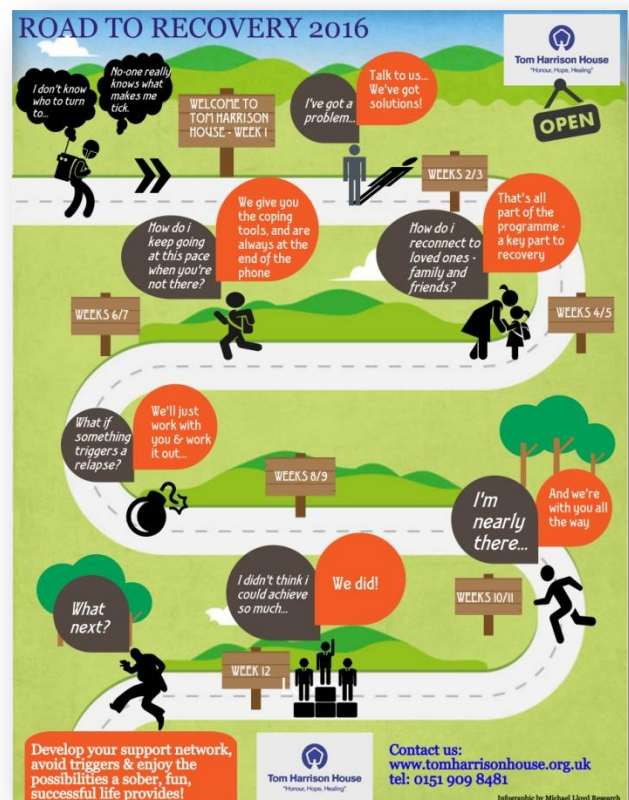 ROAD TO RECOVERY 2016
Tom Harrison House
"Honour, Hope, Healing"
OPEN
I don't know
who to turn
to...
No-one really
knows what
makes me
tick.
WELCOME TO
TOM HARRISON
HOUSE - WEEK 1
I've got a
problem...
Talk to us...
We've got
solutions!
WEEKS 2/3
How do i
reconnect to
loved ones -
family and
friends?
That's all
part of the
programme -
a key part to
recovery
WEEKS 4/5
How do i
keep going
at this pace
when you're
not there?
We give you
the coping
tools, and are
always at the
end of the
phone
WEEKS 6/7
What if
something
triggers a
relapse?
We'll just
work with
you & work
it out...
WEEKS 8/9
I'm
nearly
there...
And we're
with you all
the way
WEEKS 10/11
I didn't think i
could achieve
so much...
We did!
WEEK 12
What
next?
Develop your support network,
avoid triggers & enjoy the
possibilities a sober, fun,
successful life provides!
Tom Harrison House
"Honour, Hope, Healing"
Contact us:
www.tomharrisonhouse.org.uk
tel: 0151 909 8481
Infographic by Michael Lloyd Research